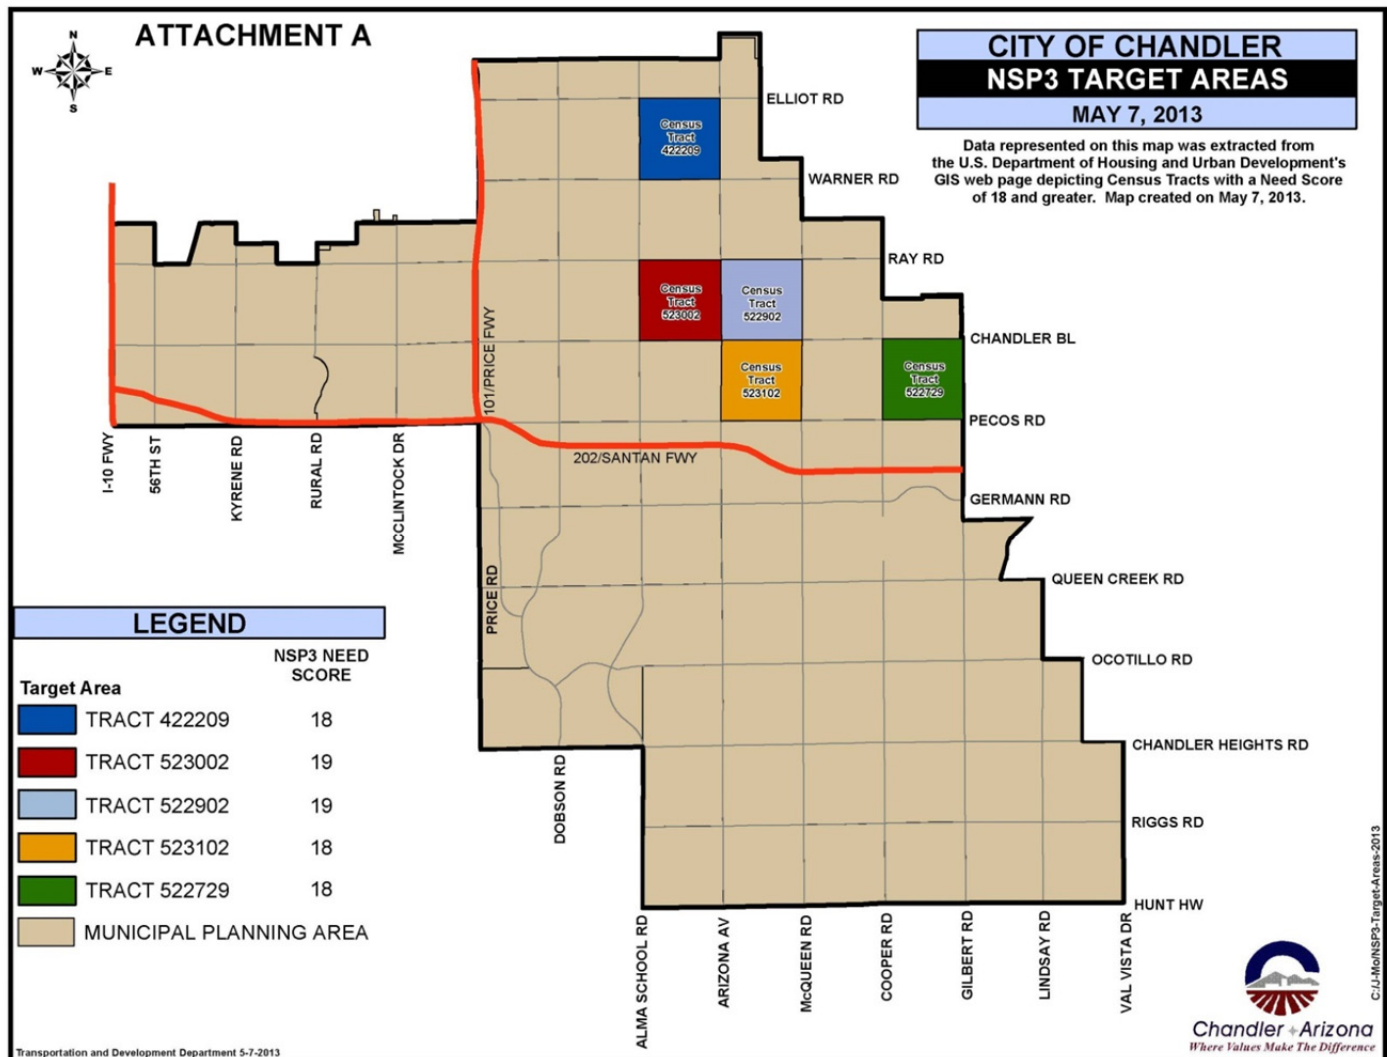 ATTACHMENT A
N
W
E
S
CITY OF CHANDLER
NSP3 TARGET AREAS
MAY 7, 2013
Data represented on this map was extracted from
the U.S. Department of Housing and Urban Development's
GIS web page depicting Census Tracts with a Need Score
of 18 and greater. Map created on May 7, 2013.
ELLIOT RD
WARNER RD
RAY RD
CHANDLER BL
PECOS RD
GERMANN RD
QUEEN CREEK RD
OCOTILLO RD
CHANDLER HEIGHTS RD
RIGGS RD
HUNT HW
Census
Tract
422209
Census
Tract
523002
Census
Tract
522902
Census
Tract
523102
Census
Tract
522729
101/PRICE FWY
202/SANTAN FWY
I-10 FWY
56TH ST
KYRENE RD
RURAL RD
MCCLINTOCK DR
PRICE RD
DOBSON RD
ALMA SCHOOL RD
ARIZONA AV
McQUEEN RD
COOPER RD
GILBERT RD
LINDSAY RD
VAL VISTA DR
LEGEND
NSP3 NEED
SCORE
Target Area
TRACT 422209 18
TRACT 523002 19
TRACT 522902 19
TRACT 523102 18
TRACT 522729 18
MUNICIPAL PLANNING AREA
Transportation and Development Department 5-7-2013
Chandler Arizona
Where Values Make The Difference
C:/J-Mo/NSP3-Target-Areas-2013